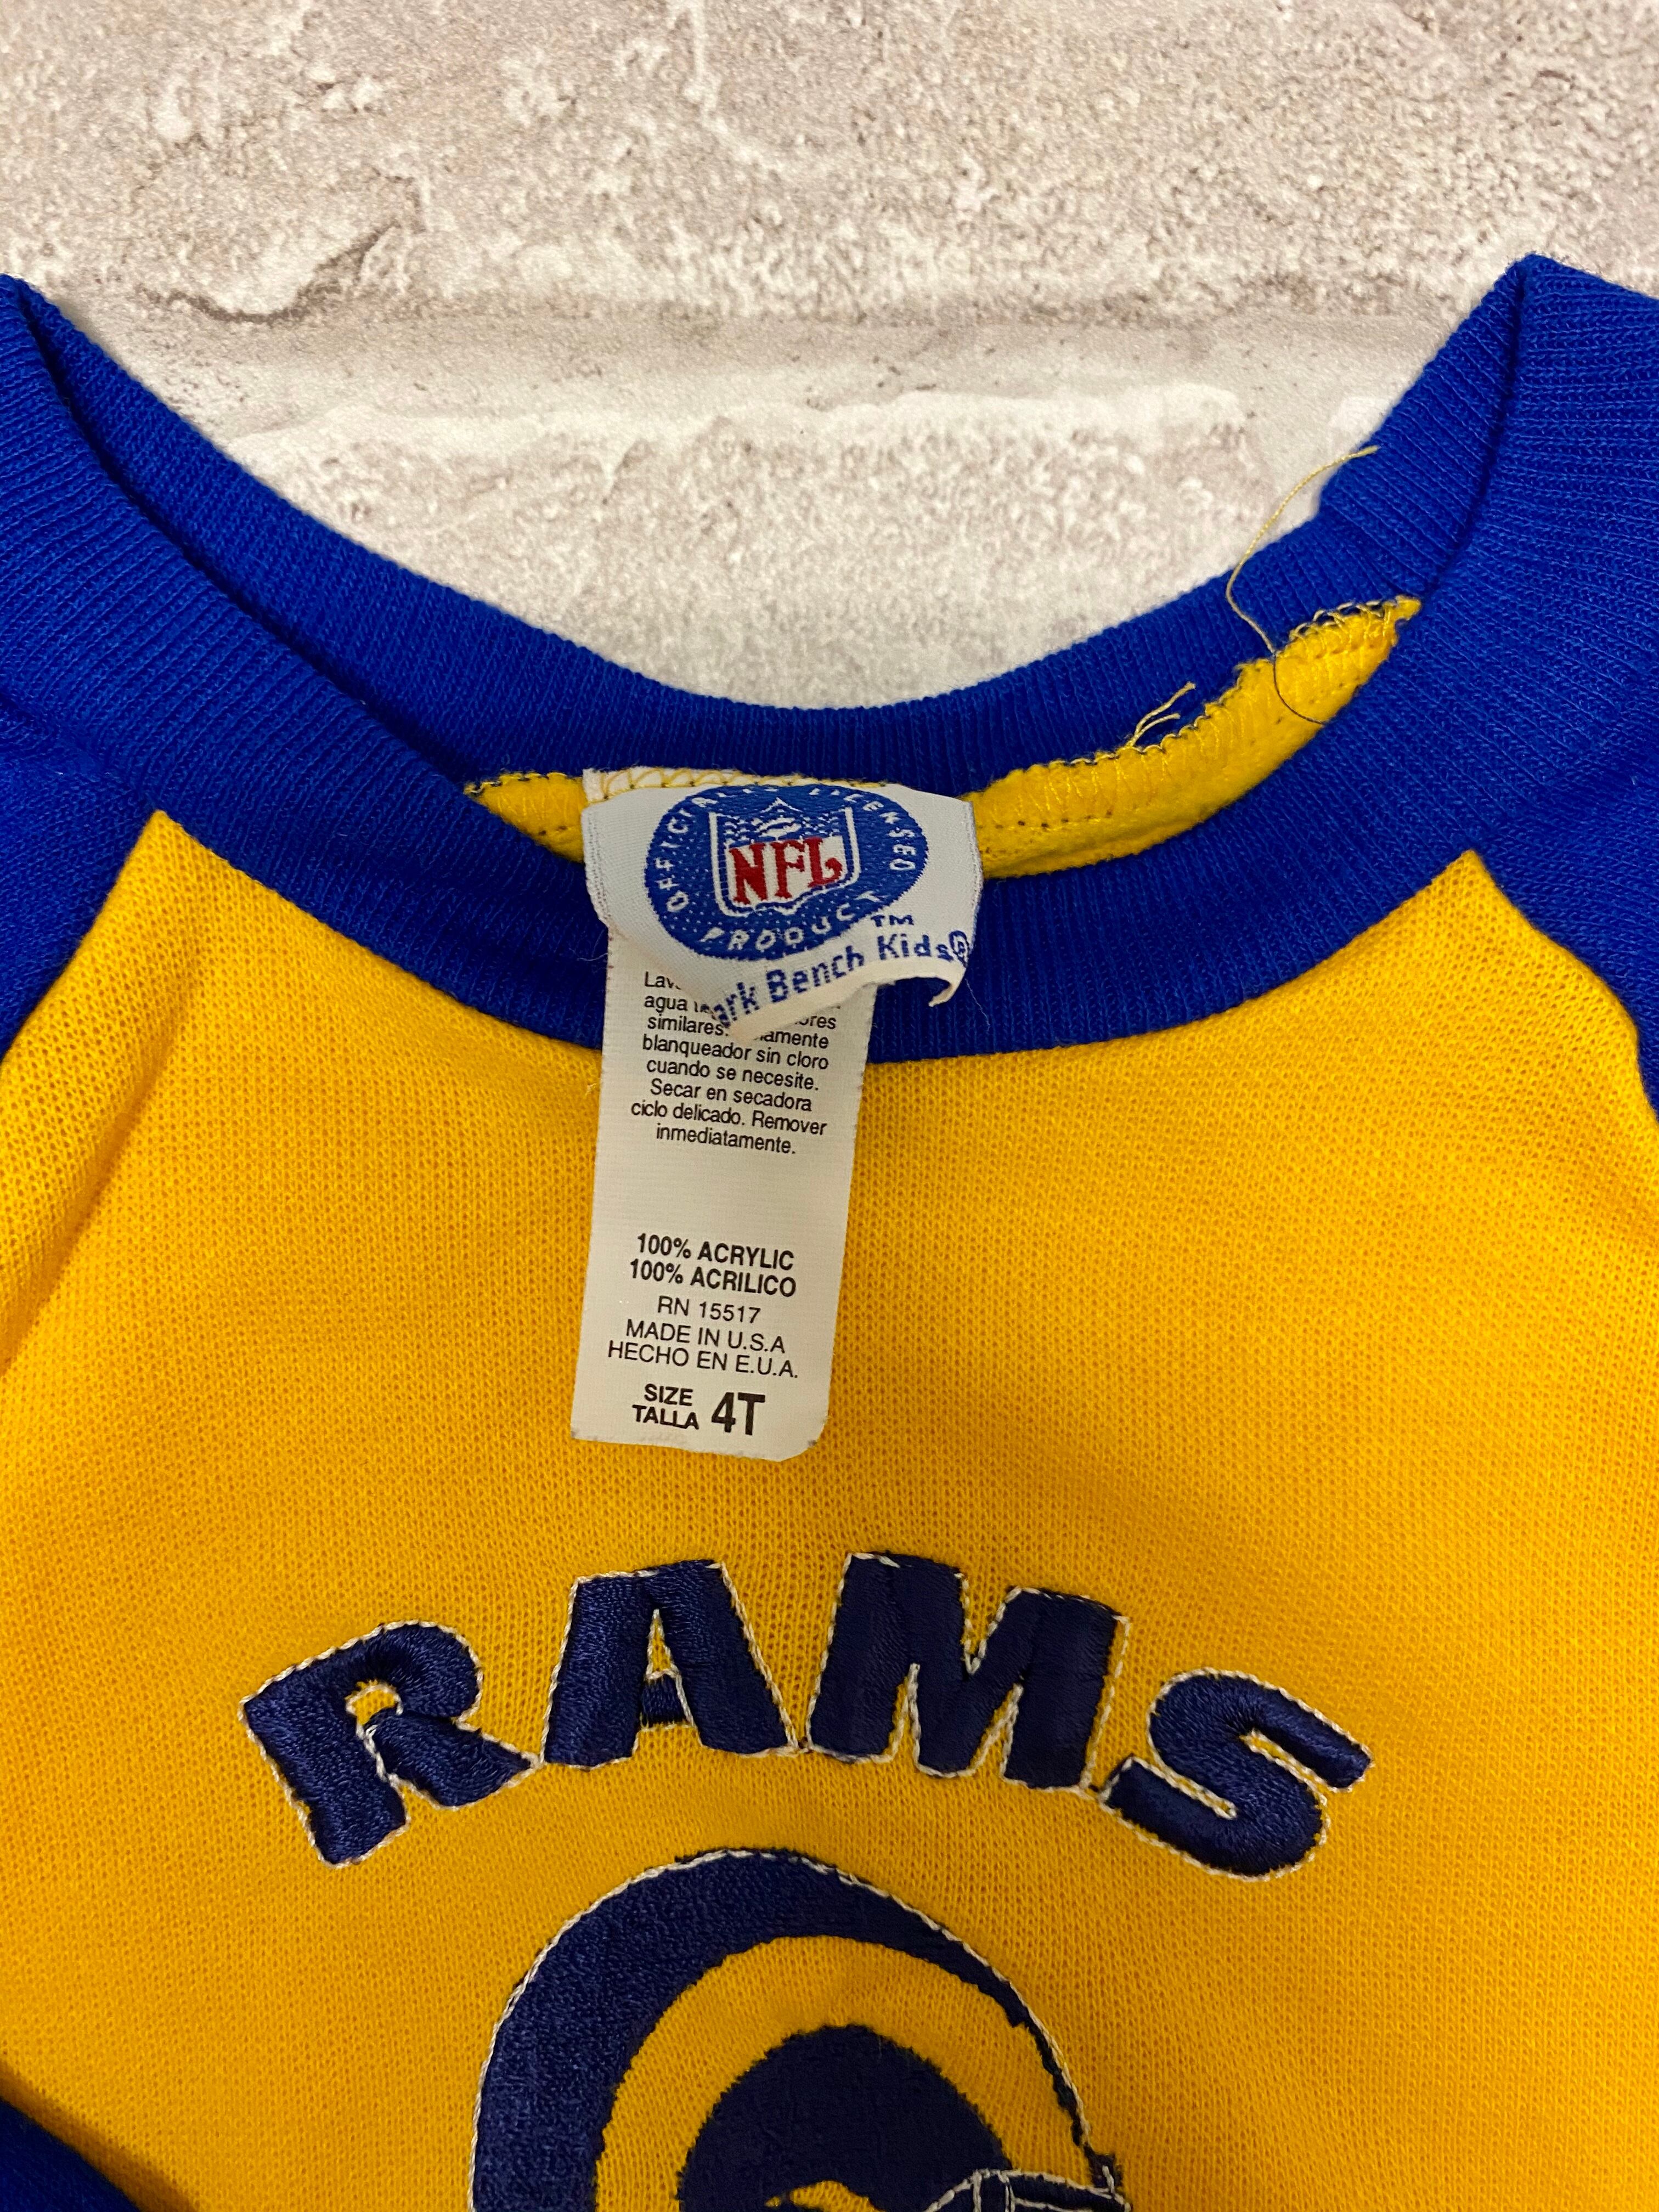 OFFICIALLY LICENSED
NFL
PRODUCT
TM
Bench Kids®
agua
similares.
blanqueador sin cloro
cuando se necesite.
Secar en secadora
ciclo delicado. Remover
inmediatamente.
100% ACRYLIC
100% ACRILICO
RN 15517
MADE IN U.S.A
HECHO EN E.U.A.
SIZE
TALLA 4T
RAMS